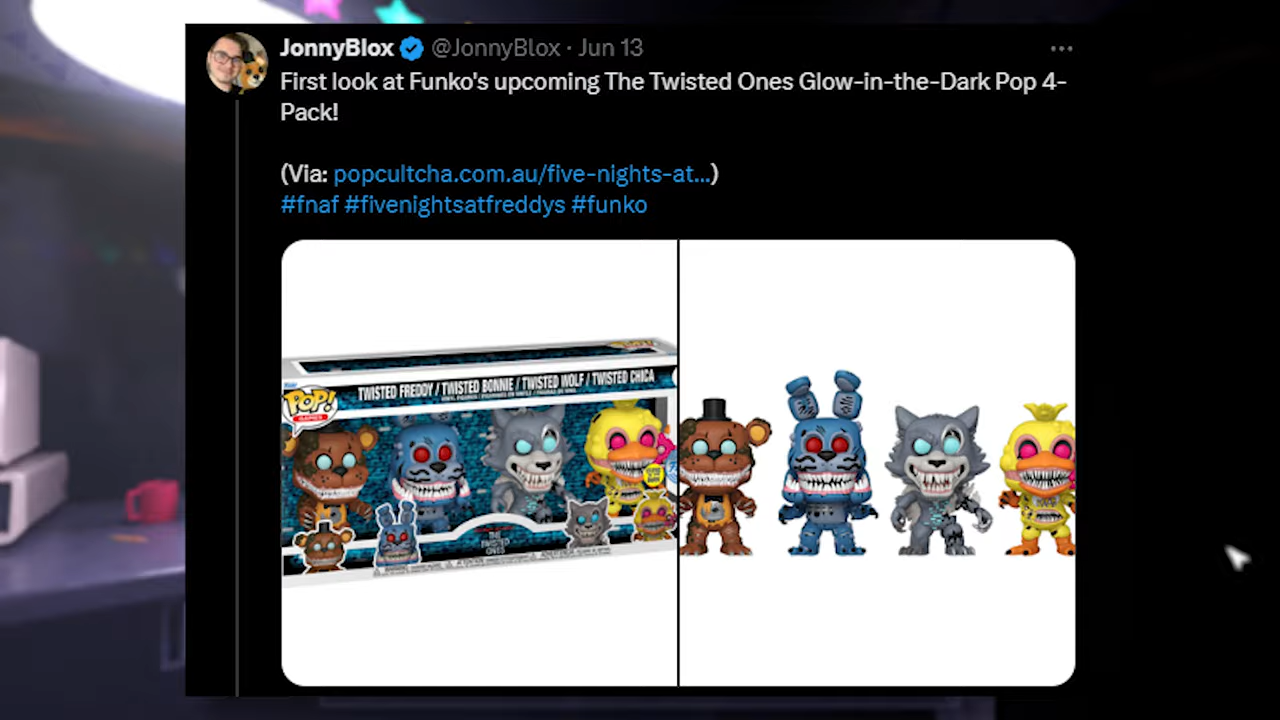 JonnyBlox @JonnyBlox · Jun 13
First look at Funko's upcoming The Twisted Ones Glow-in-the-Dark Pop 4-
Pack!
(Via: popcultcha.com.au/five-nights-at...)
#fnaf #fivenightsatfreddys #funko
TWISTED FREDDY / TWISTED BONNIE / TWISTED WOLF / TWISTED CHICA
POP!
GAMES
THE
TWISTED
ONES